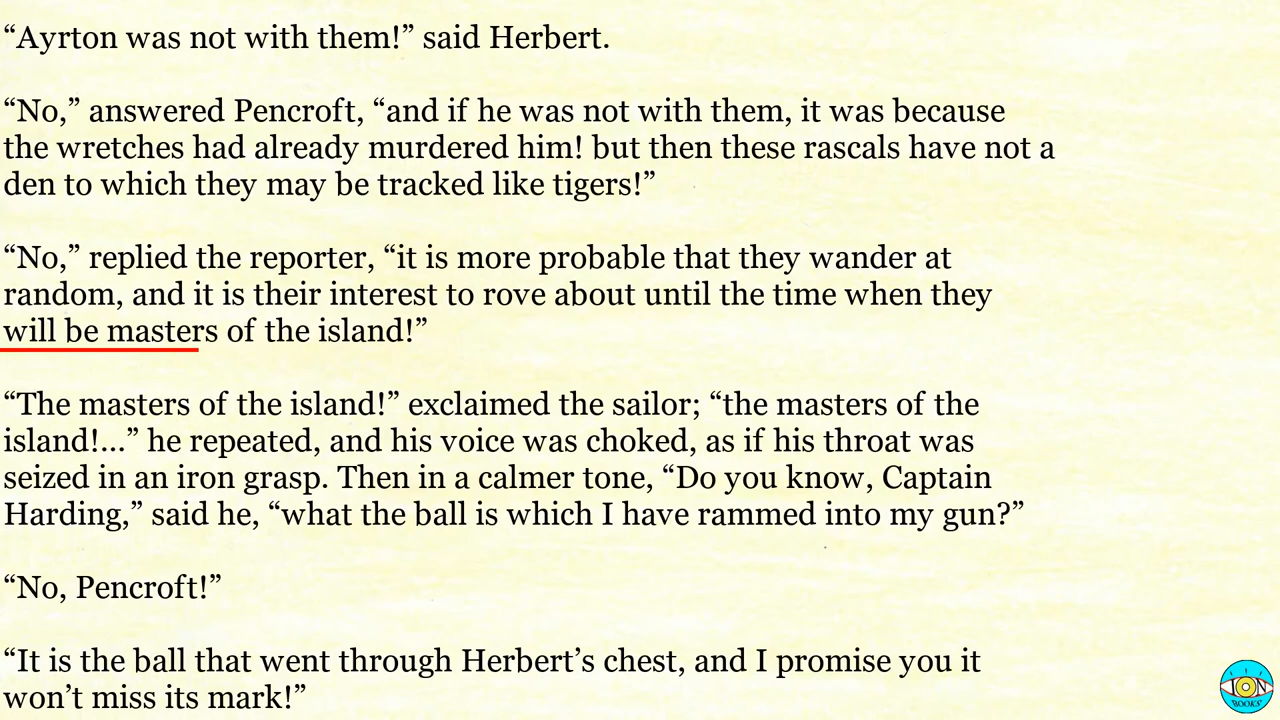 “Ayrton was not with them!” said Herbert.
“No,” answered Pencroft, “and if he was not with them, it was because
the wretches had already murdered him! but then these rascals have not a
den to which they may be tracked like tigers!”
“No,” replied the reporter, “it is more probable that they wander at
random, and it is their interest to rove about until the time when they
will be masters of the island!”
“The masters of the island!” exclaimed the sailor; “the masters of the
island!...” he repeated, and his voice was choked, as if his throat was
seized in an iron grasp. Then in a calmer tone, “Do you know, Captain
Harding,” said he, “what the ball is which I have rammed into my gun?”
“No, Pencroft!”
“It is the ball that went through Herbert’s chest, and I promise you it
won’t miss its mark!”
ION
BOOKS